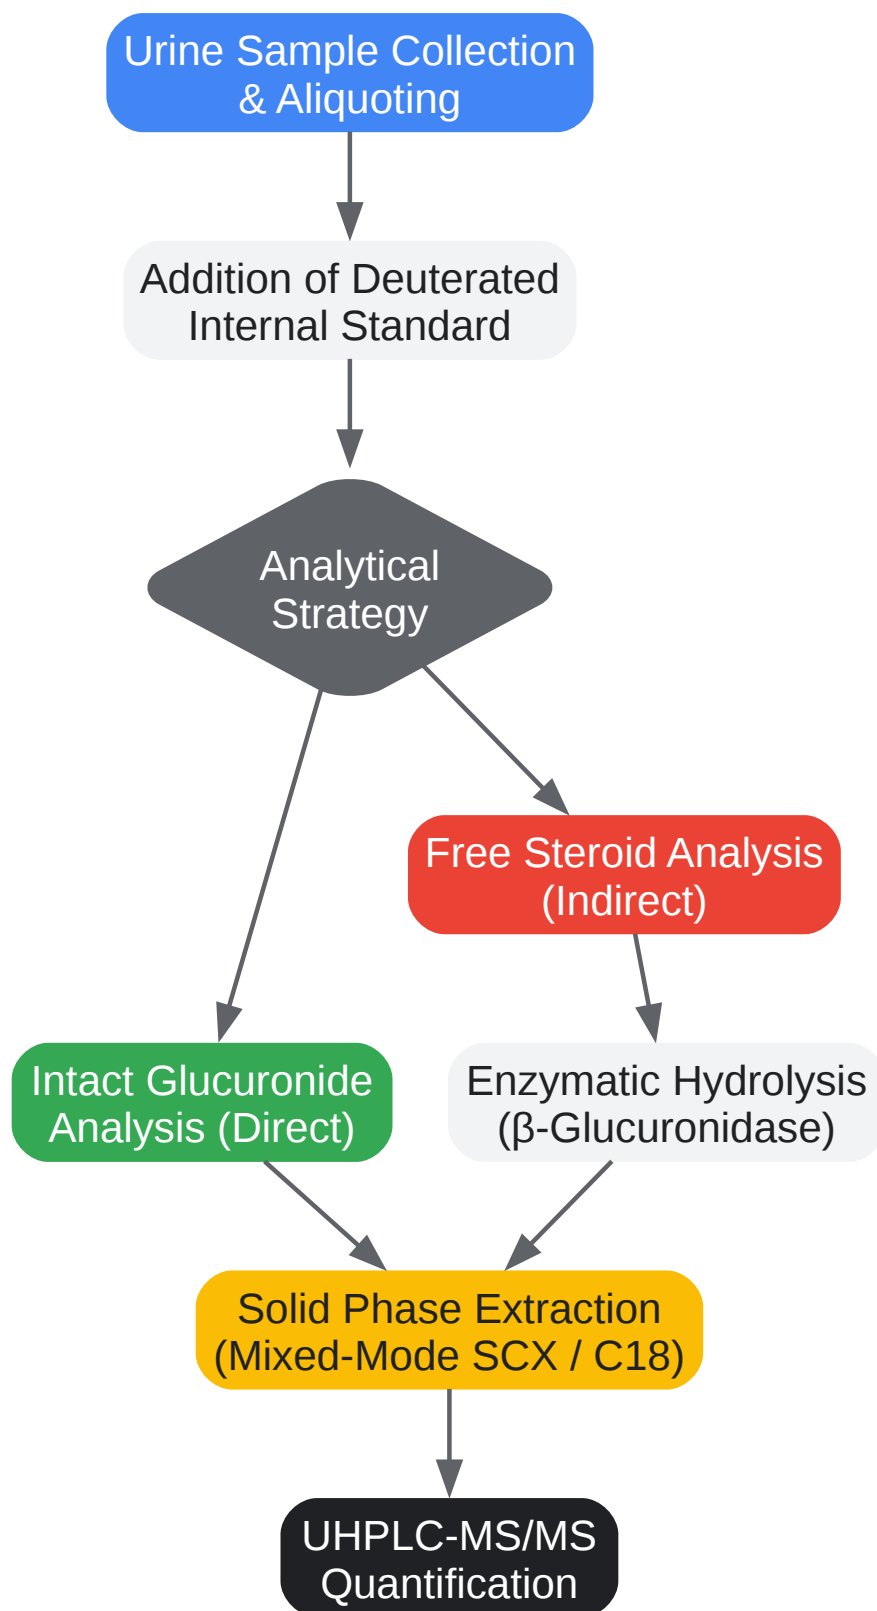 Urine Sample Collection
& Aliquoting
Addition of Deuterated
Internal Standard
Analytical
Strategy
Free Steroid Analysis
(Indirect)
Intact Glucuronide
Analysis (Direct)
Enzymatic Hydrolysis
(β-Glucuronidase)
Solid Phase Extraction
(Mixed-Mode SCX / C18)
UHPLC-MS/MS
Quantification